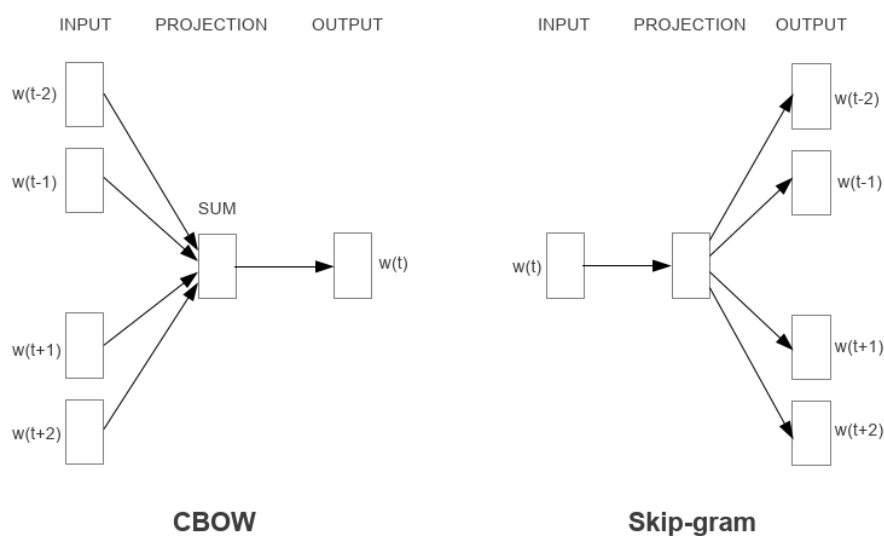 INPUT PROJECTION OUTPUT
w(t-2)
w(t-1)
SUM
w(t)
w(t+1)
w(t+2)
CBOW
INPUT PROJECTION OUTPUT
w(t-2)
w(t-1)
w(t)
w(t+1)
w(t+2)
Skip-gram